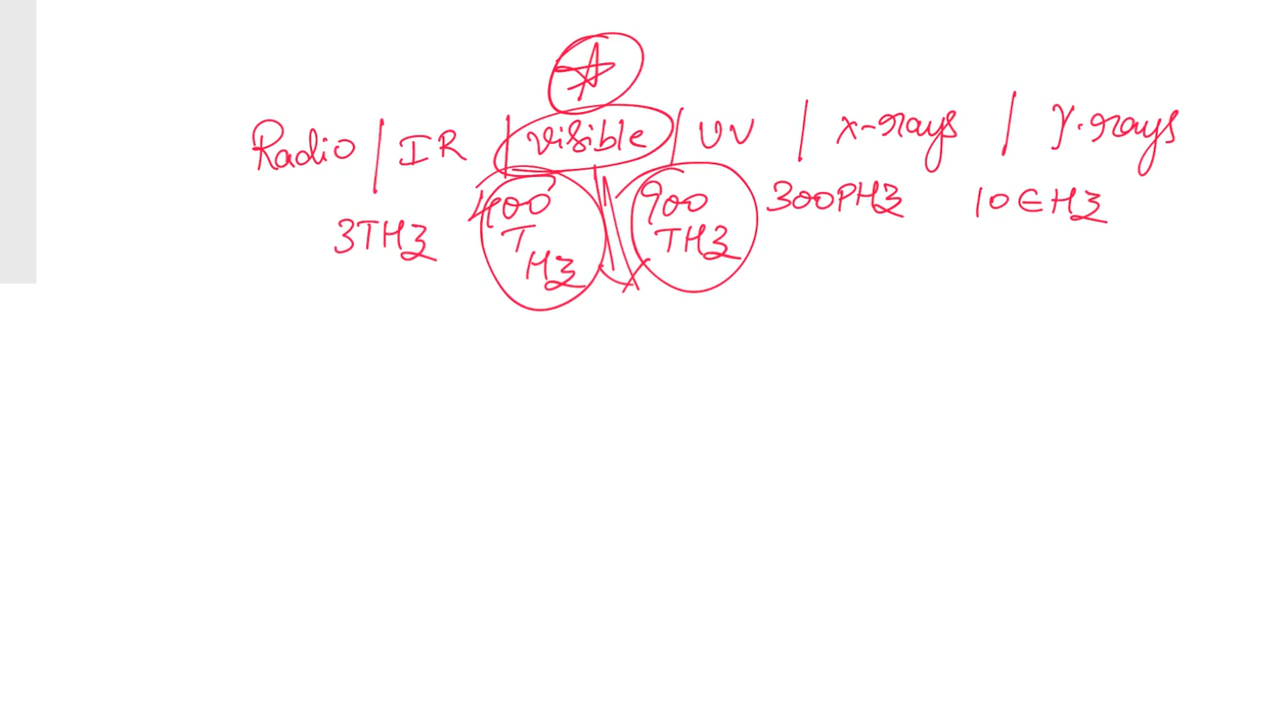 Radio | IR | visible | UV | x-rays | γ-rays
3THz 400 THz 900 THz 300PHz 10EHz